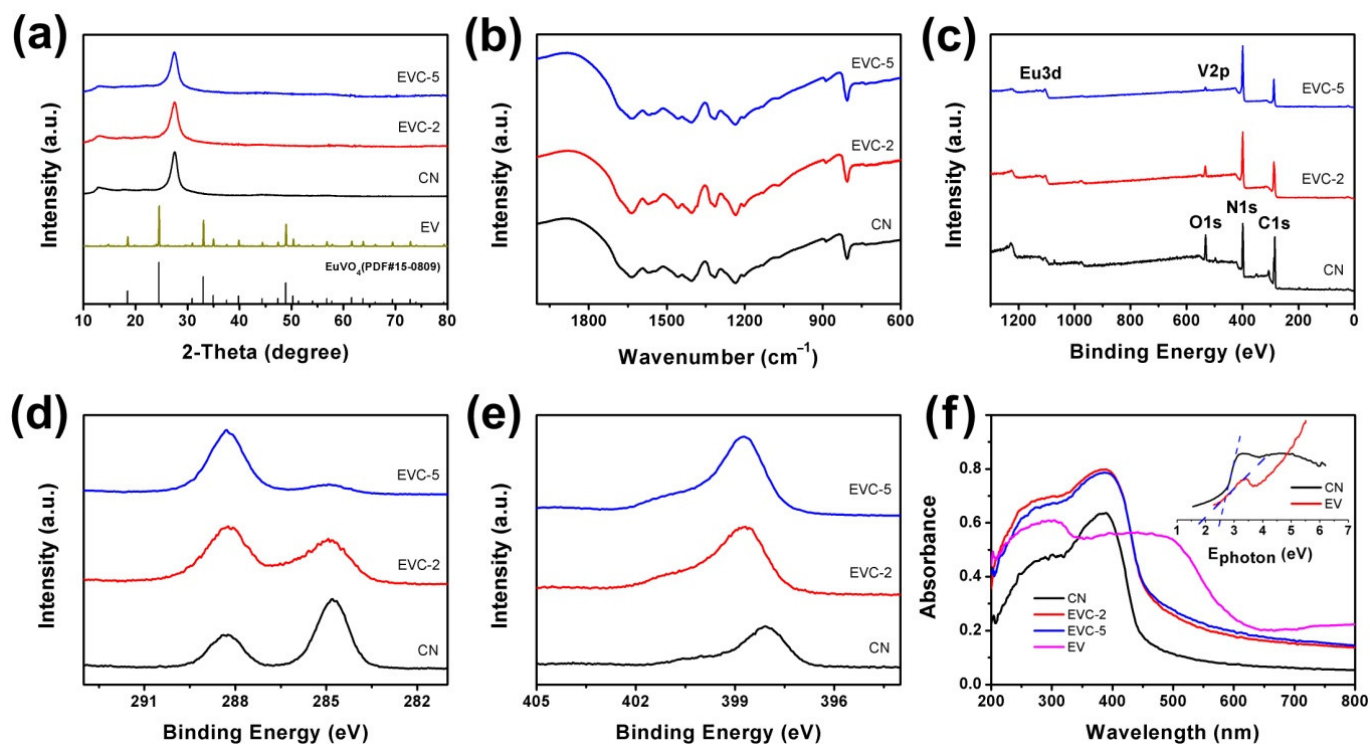 (a)
EVC-5
EVC-2
CN
EV
EuVO4(PDF#15-0809)
10 20 30 40 50 60 70 80
2-Theta (degree)
Intensity (a.u.)
(b)
EVC-5
EVC-2
CN
1800 1500 1200 900 600
Wavenumber (cm⁻¹)
Intensity (a.u.)
(c)
Eu3d V2p
EVC-5
EVC-2
O1s N1s C1s
CN
1200 1000 800 600 400 200 0
Binding Energy (eV)
Intensity (a.u.)
(d)
EVC-5
EVC-2
CN
291 288 285 282
Binding Energy (eV)
Intensity (a.u.)
(e)
EVC-5
EVC-2
CN
405 402 399 396
Binding Energy (eV)
Intensity (a.u.)
(f)
CN
EV
1 2 3 4 5 6 7
Ephoton (eV)
CN
EVC-2
EVC-5
EV
0.0
0.2
0.4
0.6
0.8
1.0
Absorbance
200 300 400 500 600 700 800
Wavelength (nm)